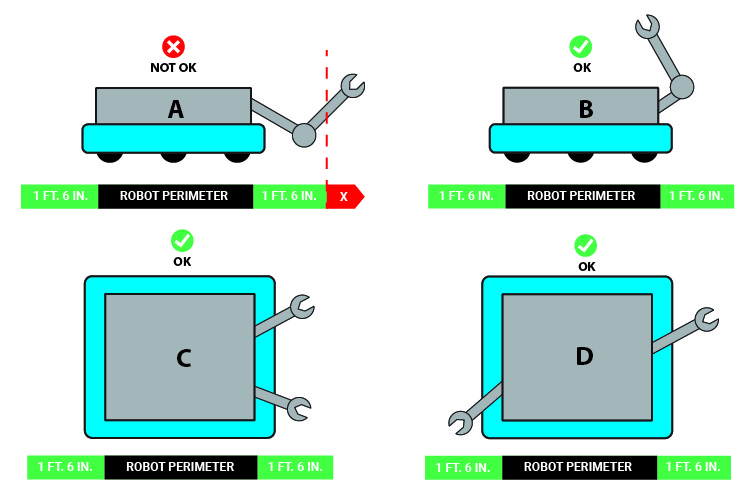 NOT OK
OK
A
B
1 FT. 6 IN. ROBOT PERIMETER 1 FT. 6 IN. X
1 FT. 6 IN. ROBOT PERIMETER 1 FT. 6 IN.
OK
OK
C
D
1 FT. 6 IN. ROBOT PERIMETER 1 FT. 6 IN.
1 FT. 6 IN. ROBOT PERIMETER 1 FT. 6 IN.